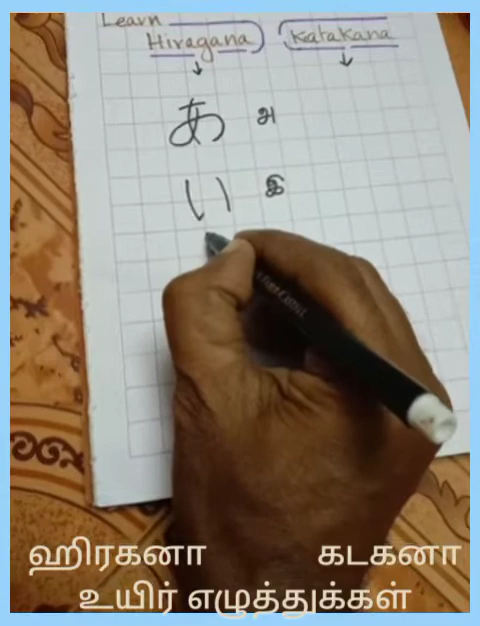 Learn
Hiragana Katakana
あ அ
い இ
ஹிரகனா கடகனா
உயிர் எழுத்துக்கள்